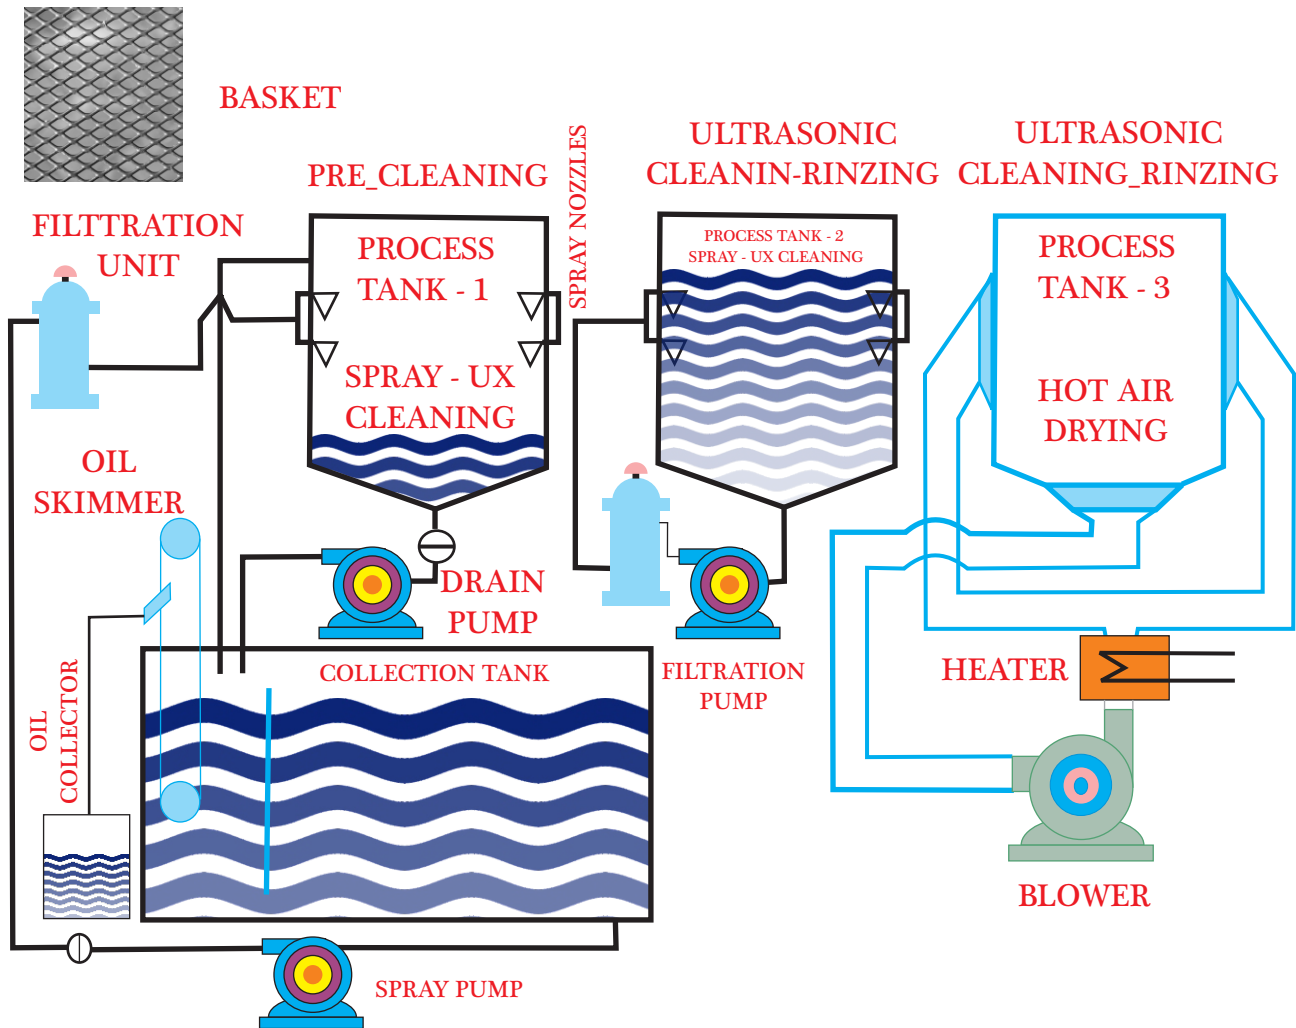 BASKET
PRE_CLEANING
SPRAY NOZZLES
ULTRASONIC
CLEANIN-RINZING
ULTRASONIC
CLEANING_RINZING
FILTTRATION
UNIT
PROCESS
TANK - 1
SPRAY - UX
CLEANING
PROCESS TANK - 2
SPRAY - UX CLEANING
PROCESS
TANK - 3
HOT AIR
DRYING
OIL
SKIMMER
DRAIN
PUMP
COLLECTION TANK
FILTRATION
PUMP
HEATER
OIL
COLLECTOR
BLOWER
SPRAY PUMP